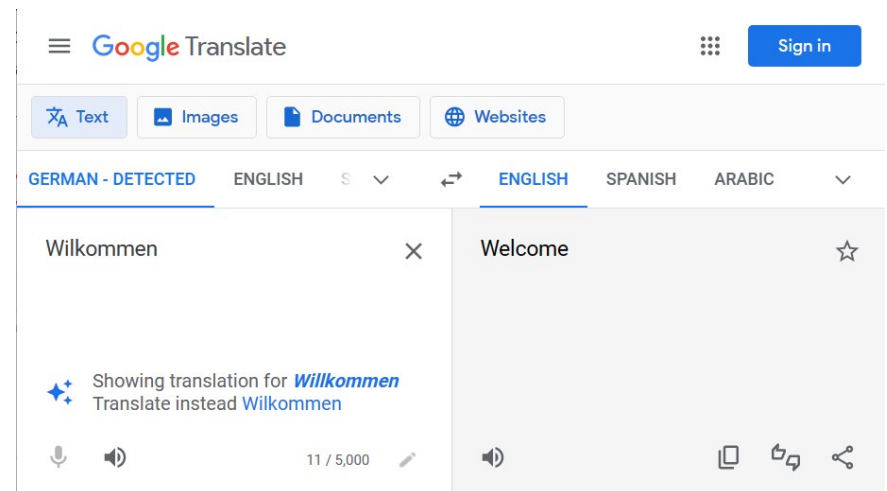 Google Translate
Sign in
Text Images Documents Websites
GERMAN - DETECTED ENGLISH S ENGLISH SPANISH ARABIC
Wilkommen Welcome
Showing translation for Willkommen
Translate instead Wilkommen
11 / 5,000